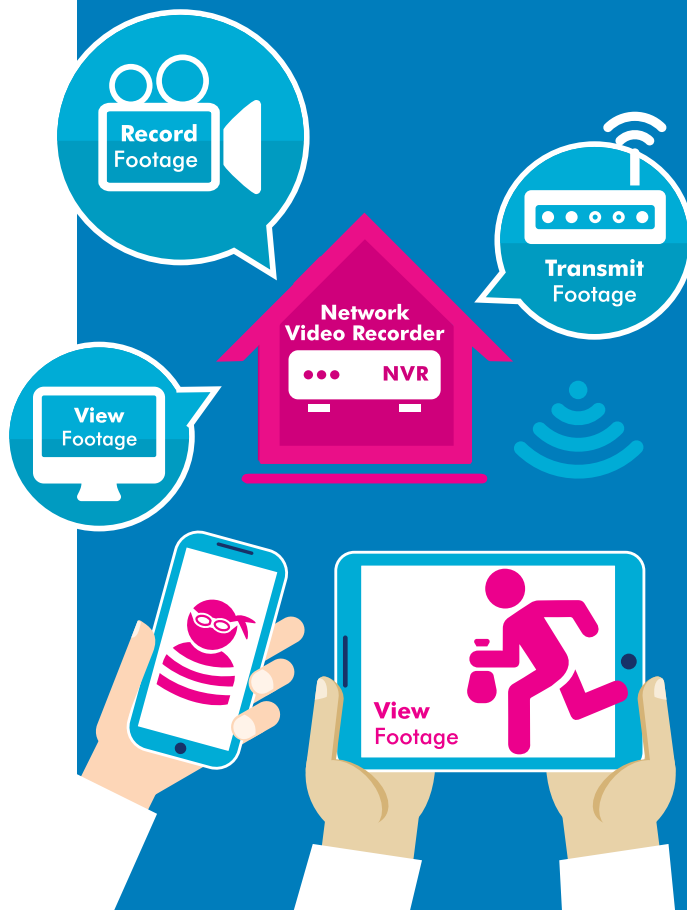 Record
Footage
Transmit
Footage
Network
Video Recorder
NVR
View
Footage
View
Footage